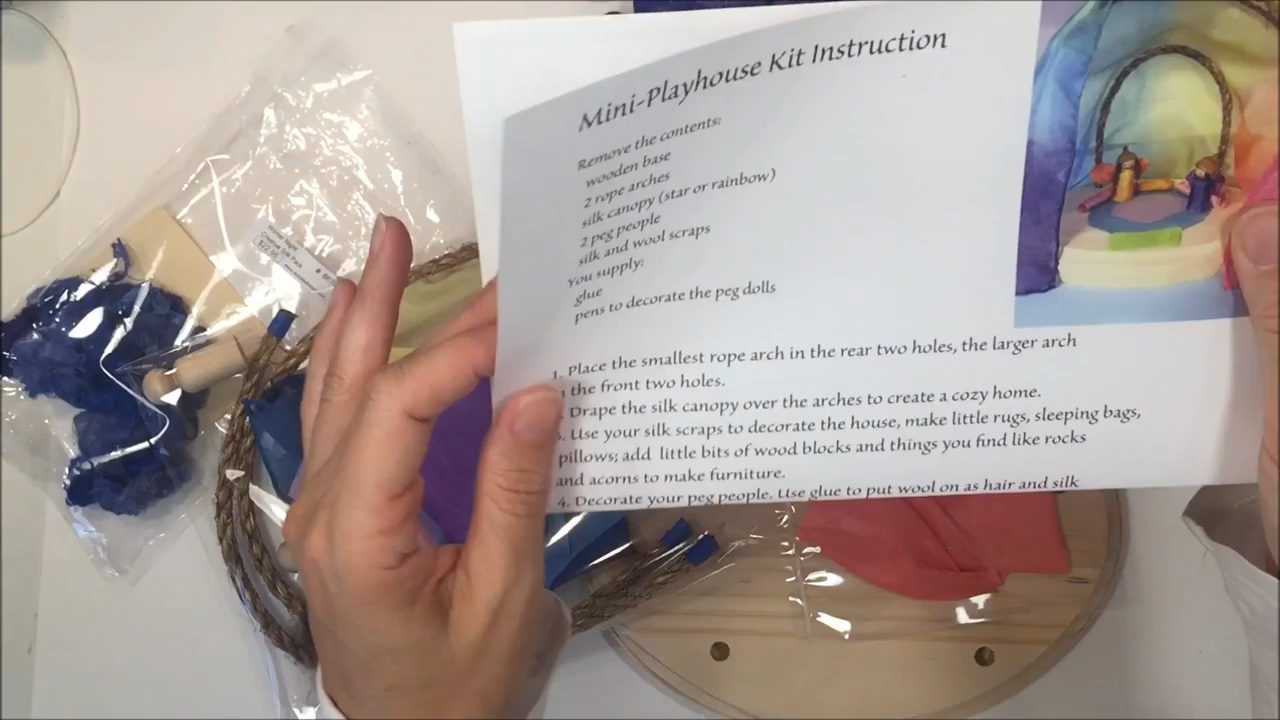 Mini-Playhouse Kit Instruction
Remove the contents:
wooden base
2 rope arches
silk canopy (star or rainbow)
2 peg people
silk and wool scraps
You supply:
glue
pens to decorate the peg dolls
1. Place the smallest rope arch in the rear two holes, the larger arch
the front two holes.
Drape the silk canopy over the arches to create a cozy home.
Use your silk scraps to decorate the house, make little rugs, sleeping bags,
pillows; add little bits of wood blocks and things you find like rocks
and acorns to make furniture.
4. Decorate your peg people. Use glue to put wool on as hair and silk
Winter Night
Creative Silk Pack